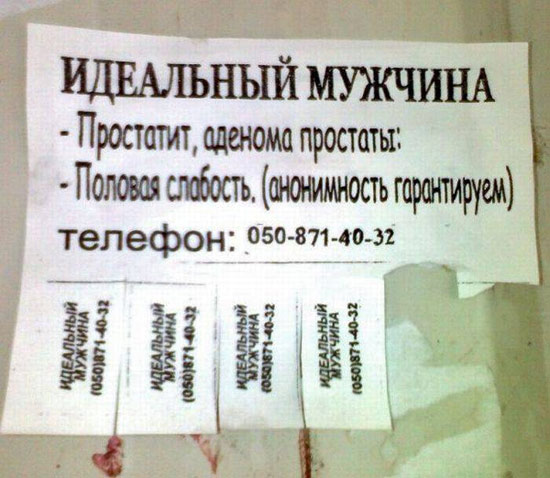 ИДЕАЛЬНЫЙ МУЖЧИНА
- Простатит, аденома простаты:
- Половая слабость. (анонимность гарантируем)
телефон: 050-871-40-32
ИДЕАЛЬНЫЙ
МУЖЧИНА
(050)871-40-32
ИДЕАЛЬНЫЙ
МУЖЧИНА
(050)871-40-32
ИДЕАЛЬНЫЙ
МУЖЧИНА
(050)871-40-32
ИДЕАЛЬНЫЙ
МУЖЧИНА
(050)871-40-32